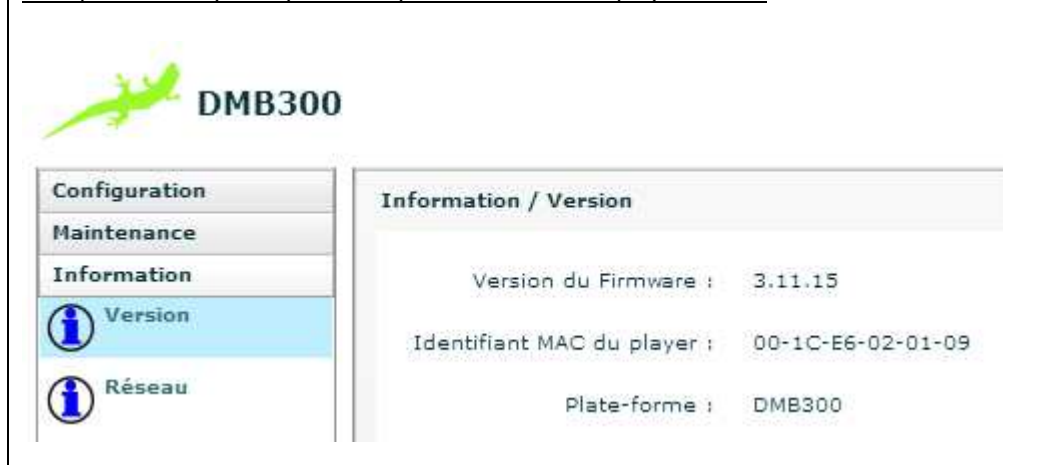 DMB300
Configuration
Maintenance
Information
Version
Réseau
Information / Version
Version du Firmware : 3.11.15
Identifiant MAC du player : 00-1C-E6-02-01-09
Plate-forme : DMB300